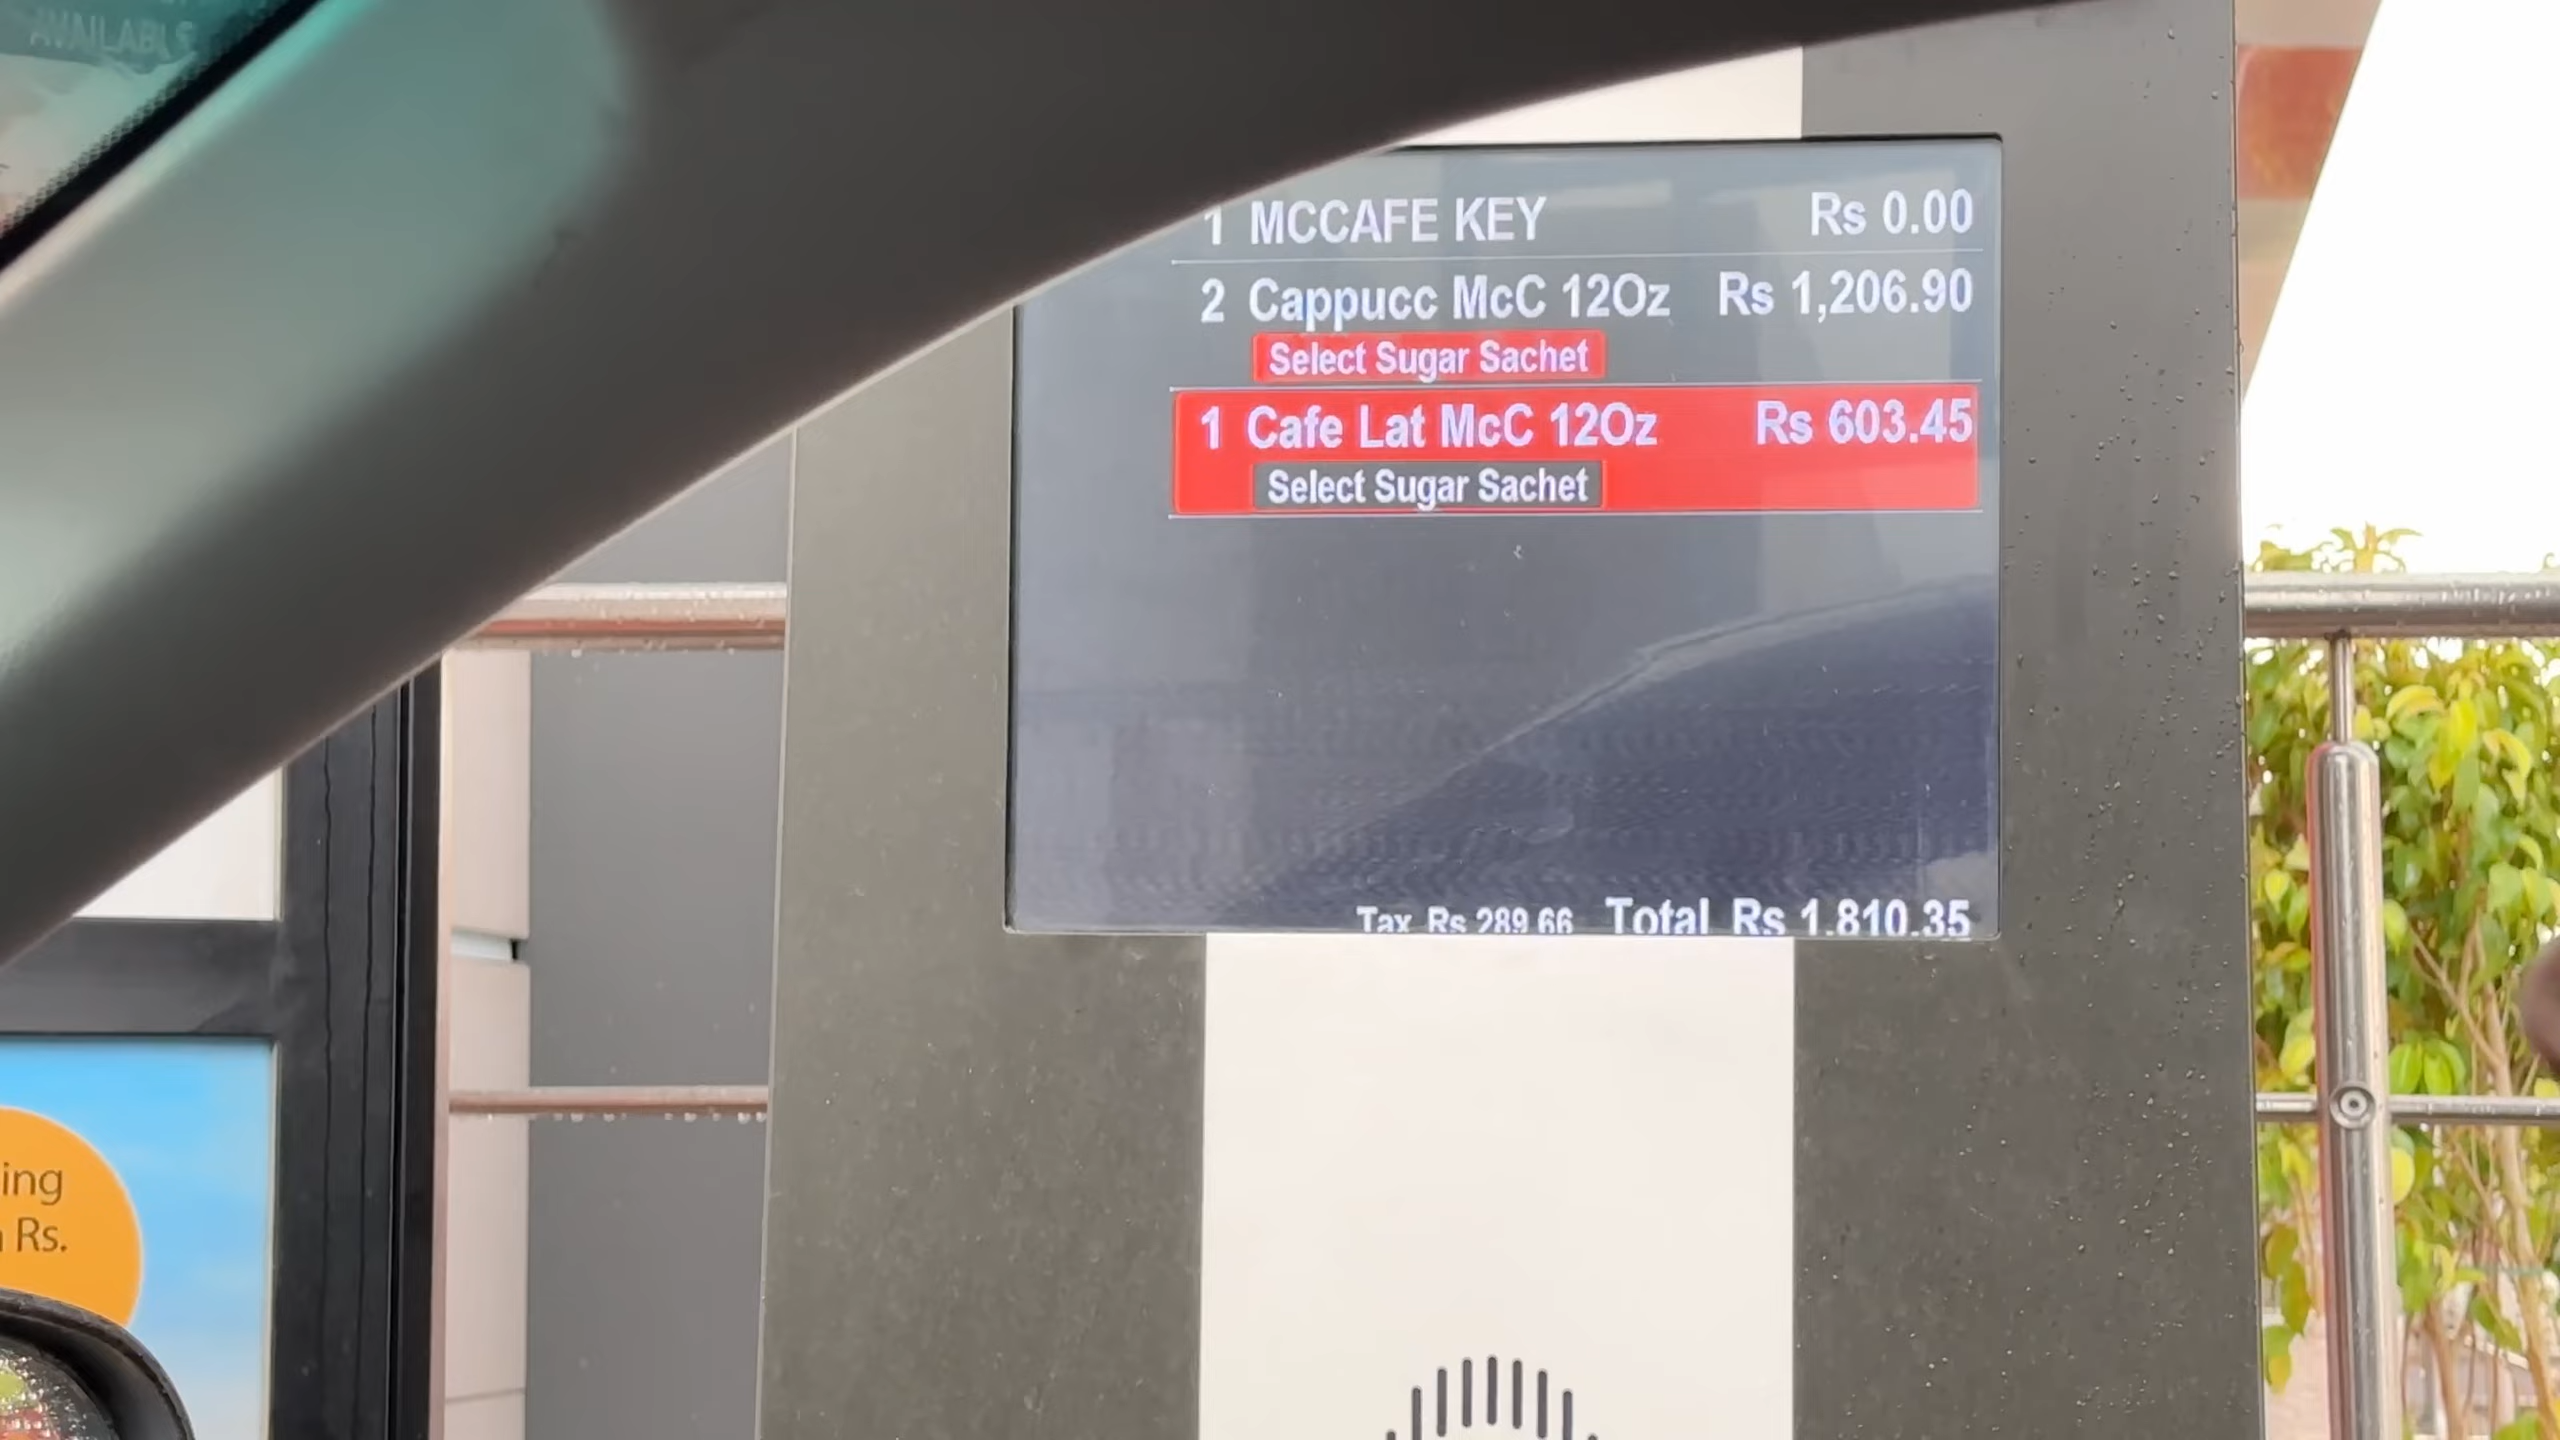 AVAILABLE
1 MCCAFE KEY Rs 0.00
2 Cappucc McC 12Oz Rs 1,206.90
Select Sugar Sachet
1 Cafe Lat McC 12Oz Rs 603.45
Select Sugar Sachet
Tax Rs 289.66 Total Rs 1,810.35
ing
Rs.